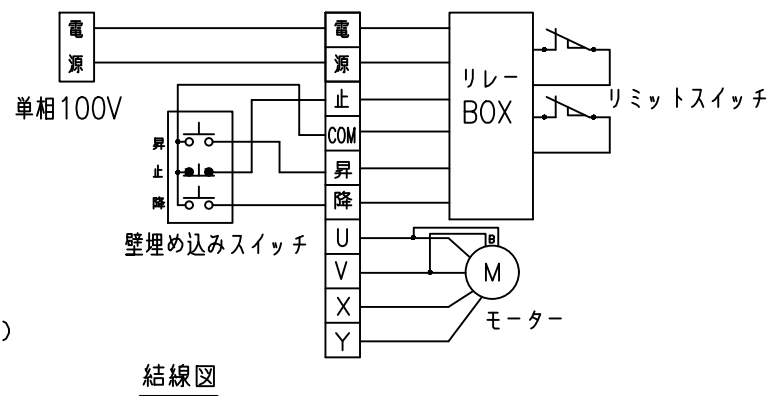 電
源
単相100V
昇
止
降
壁埋め込みスイッチ
電
源
止
COM
昇
降
U
V
X
Y
リレー
BOX
リミットスイッチ
B
M
モーター
)
結線図